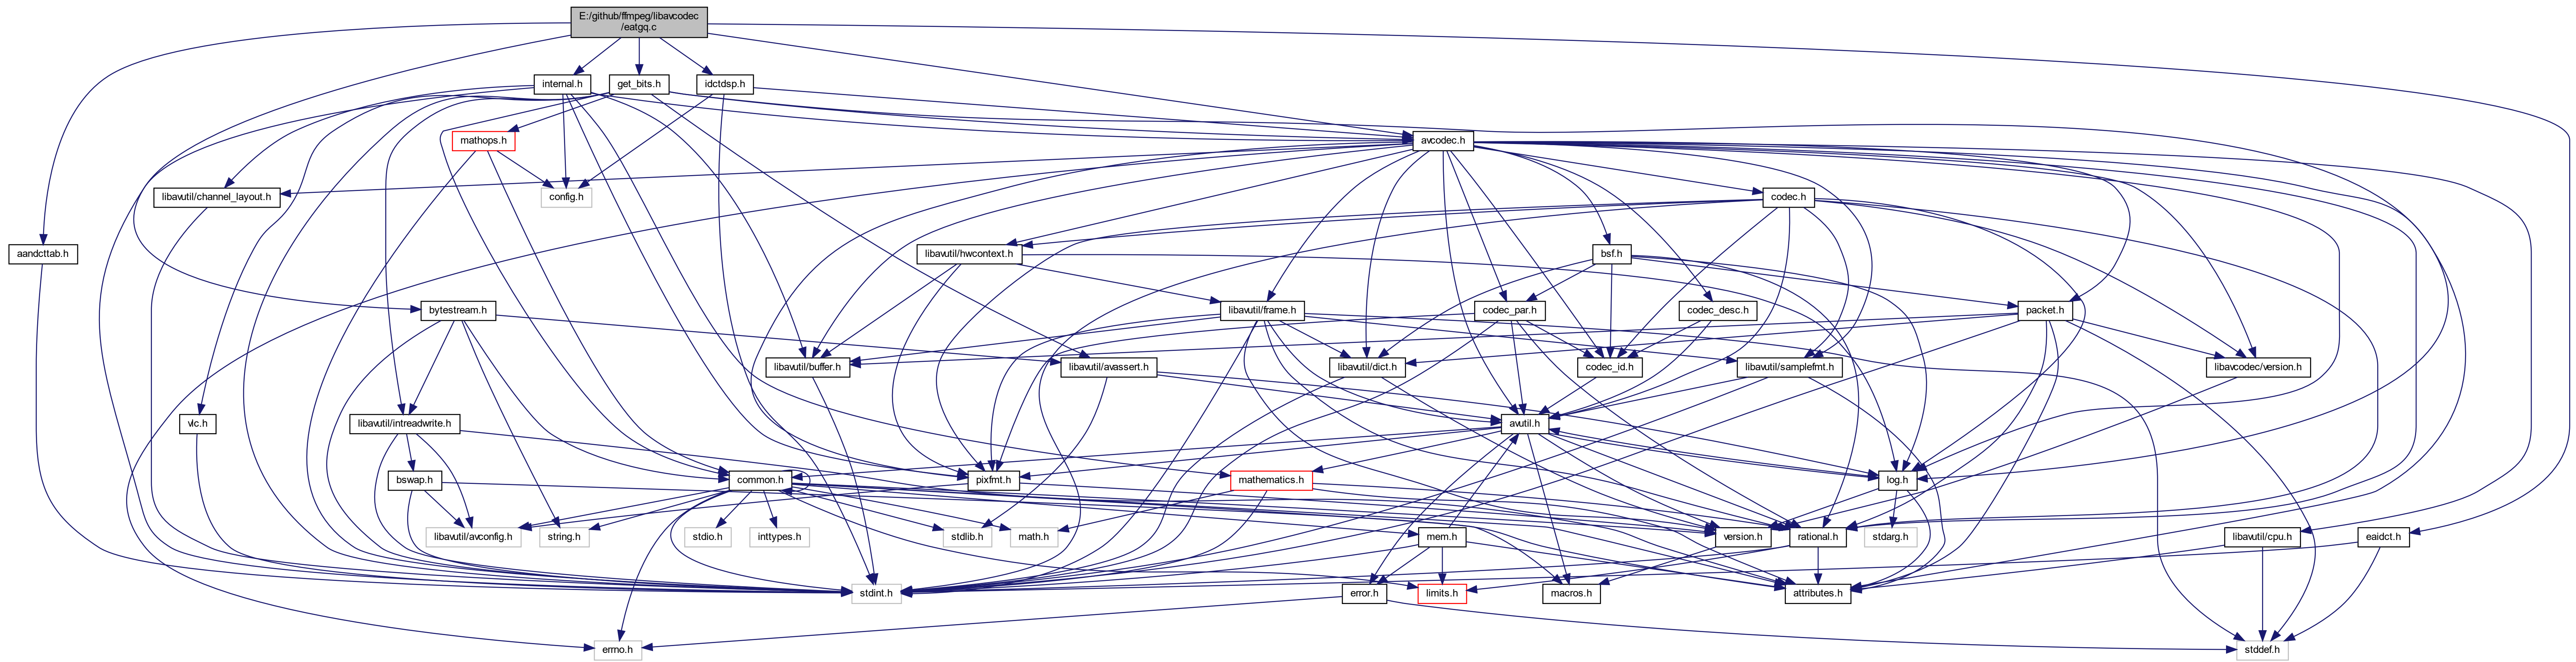 E:/github/ffmpeg/libavcodec
/eatgq.c
internal.h
get_bits.h
idctdsp.h
mathops.h
avcodec.h
libavutil/channel_layout.h
config.h
codec.h
aandcttab.h
libavutil/hwcontext.h
bsf.h
bytestream.h
libavutil/frame.h
codec_par.h
codec_desc.h
packet.h
libavutil/buffer.h
libavutil/avassert.h
libavutil/dict.h
codec_id.h
libavutil/samplefmt.h
libavcodec/version.h
vlc.h
libavutil/intreadwrite.h
avutil.h
bswap.h
common.h
pixfmt.h
mathematics.h
log.h
libavutil/avconfig.h
string.h
stdio.h
inttypes.h
stdlib.h
math.h
mem.h
version.h
rational.h
stdarg.h
libavutil/cpu.h
eaidct.h
stdint.h
error.h
limits.h
macros.h
attributes.h
errno.h
stddef.h